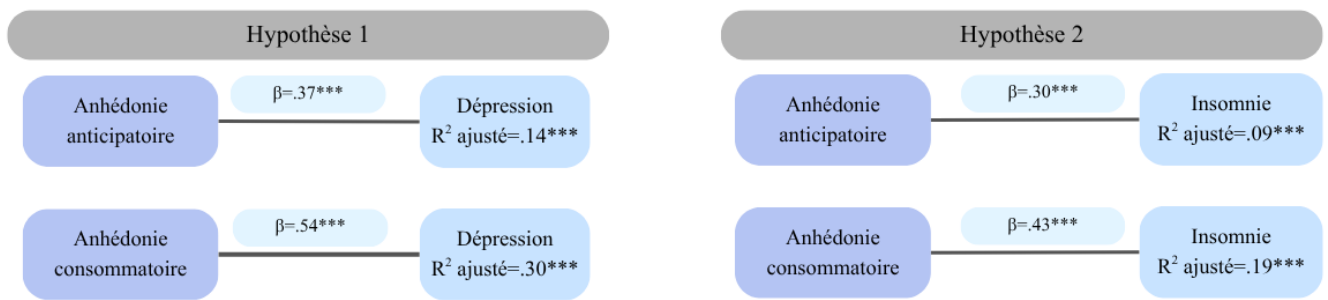 Hypothèse 1
Anhédonie
anticipatoire
β=.37***
Dépression
R² ajusté=.14***
Anhédonie
consommatoire
β=.54***
Dépression
R² ajusté=.30***
Hypothèse 2
Anhédonie
anticipatoire
β=.30***
Insomnie
R² ajusté=.09***
Anhédonie
consommatoire
β=.43***
Insomnie
R² ajusté=.19***